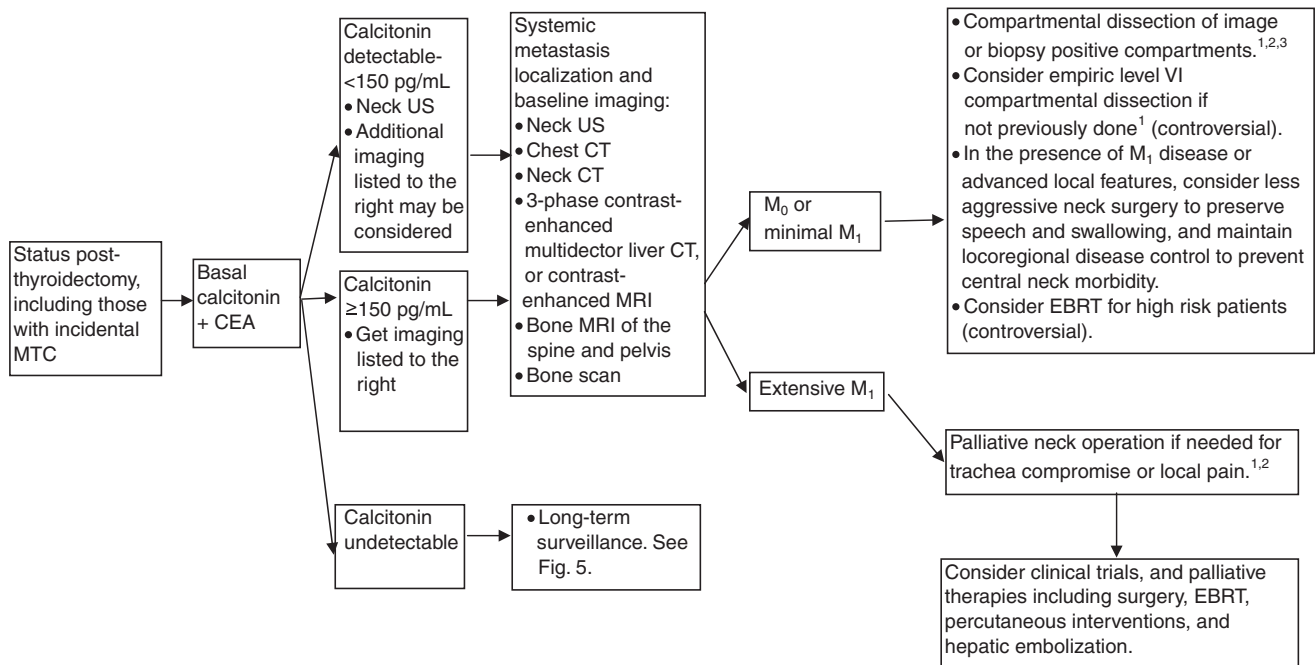 Status post-
thyroidectomy,
including those
with incidental
MTC
Basal
calcitonin
+ CEA
Calcitonin
detectable-
<150 pg/mL
• Neck US
• Additional
imaging
listed to the
right may be
considered
Calcitonin
≥150 pg/mL
• Get imaging
listed to the
right
Calcitonin
undetectable
Systemic
metastasis
localization and
baseline imaging:
• Neck US
• Chest CT
• Neck CT
• 3-phase contrast-
enhanced
multidector liver CT,
or contrast-
enhanced MRI
• Bone MRI of the
spine and pelvis
• Bone scan
• Long-term
surveillance. See
Fig. 5.
M0 or
minimal M1
Extensive M1
• Compartmental dissection of image
or biopsy positive compartments.1,2,3
• Consider empiric level VI
compartmental dissection if
not previously done1 (controversial).
• In the presence of M1 disease or
advanced local features, consider less
aggressive neck surgery to preserve
speech and swallowing, and maintain
locoregional disease control to prevent
central neck morbidity.
• Consider EBRT for high risk patients
(controversial).
Palliative neck operation if needed for
trachea compromise or local pain.1,2
Consider clinical trials, and palliative
therapies including surgery, EBRT,
percutaneous interventions, and
hepatic embolization.